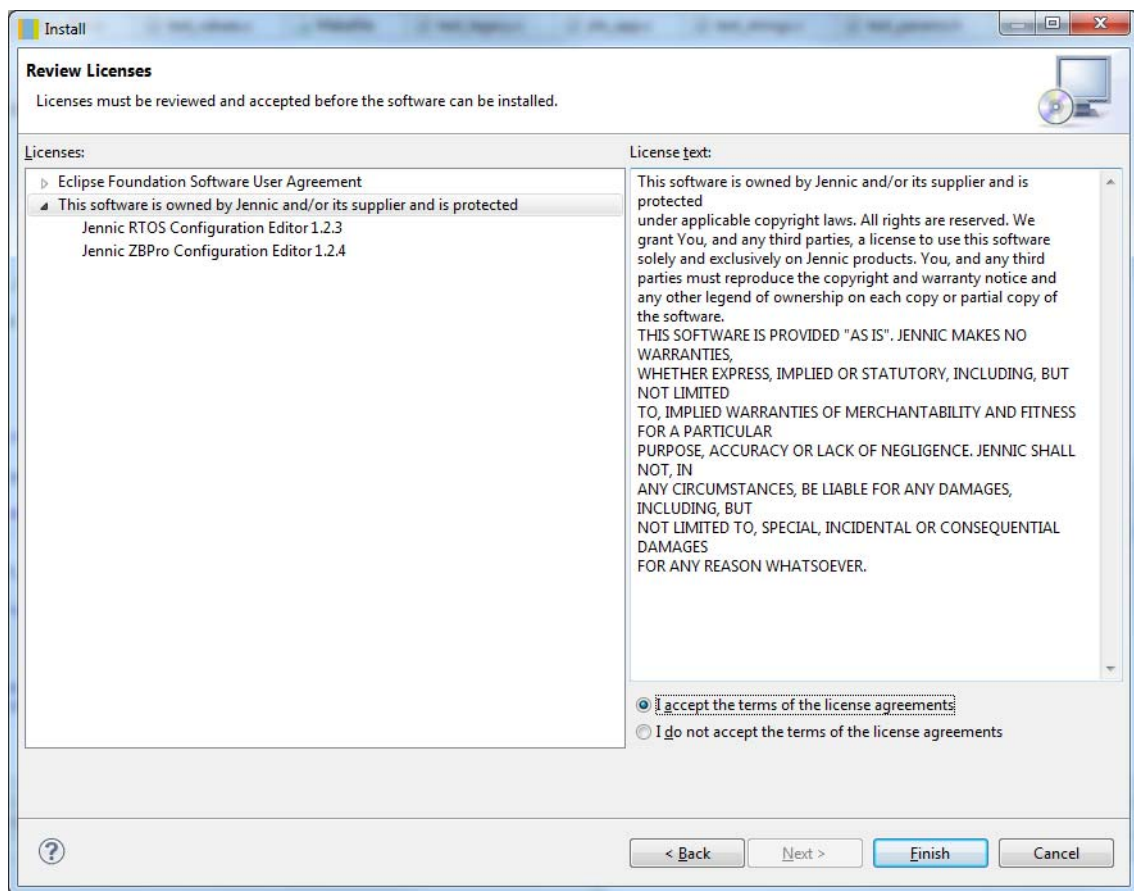 Install
Review Licenses
Licenses must be reviewed and accepted before the software can be installed.
Licenses:
Eclipse Foundation Software User Agreement
This software is owned by Jennic and/or its supplier and is protected
Jennic RTOS Configuration Editor 1.2.3
Jennic ZBPro Configuration Editor 1.2.4
License text:
This software is owned by Jennic and/or its supplier and is
protected
under applicable copyright laws. All rights are reserved. We
grant You, and any third parties, a license to use this software
solely and exclusively on Jennic products. You, and any third
parties must reproduce the copyright and warranty notice and
any other legend of ownership on each copy or partial copy of
the software.
THIS SOFTWARE IS PROVIDED "AS IS". JENNIC MAKES NO
WARRANTIES,
WHETHER EXPRESS, IMPLIED OR STATUTORY, INCLUDING, BUT
NOT LIMITED
TO, IMPLIED WARRANTIES OF MERCHANTABILITY AND FITNESS
FOR A PARTICULAR
PURPOSE, ACCURACY OR LACK OF NEGLIGENCE. JENNIC SHALL
NOT, IN
ANY CIRCUMSTANCES, BE LIABLE FOR ANY DAMAGES,
INCLUDING, BUT
NOT LIMITED TO, SPECIAL, INCIDENTAL OR CONSEQUENTIAL
DAMAGES
FOR ANY REASON WHATSOEVER.
I accept the terms of the license agreements
I do not accept the terms of the license agreements
?
< Back
Next >
Finish
Cancel